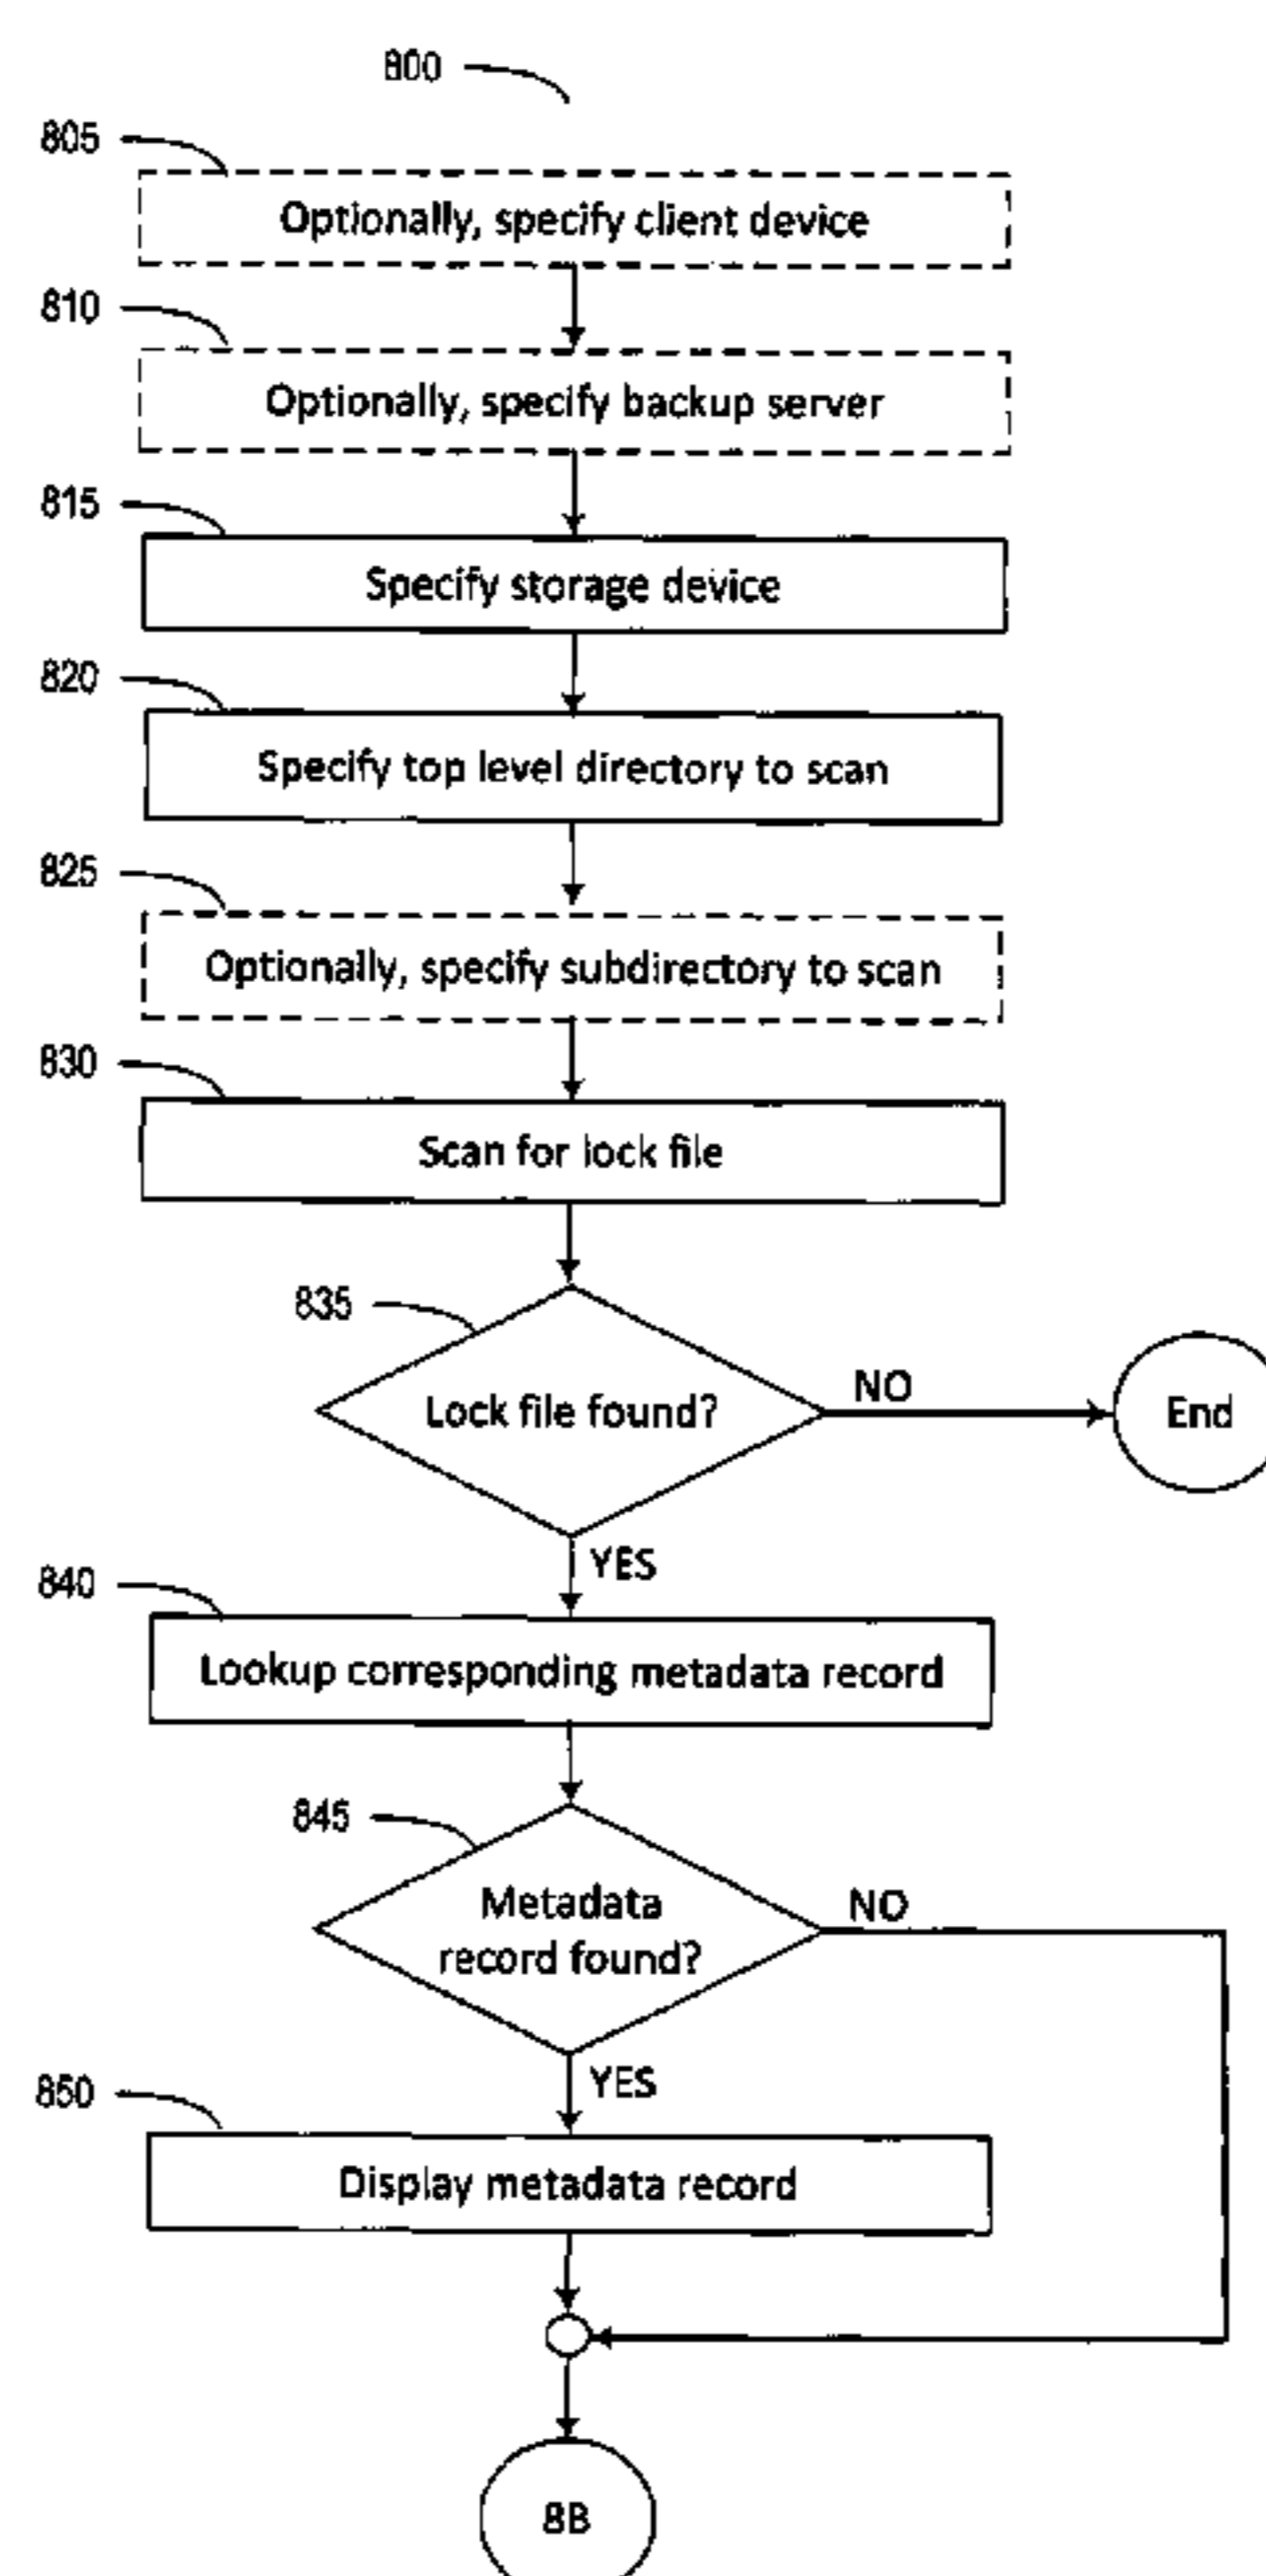 800
805
Optionally, specify client device
810
Optionally, specify backup server
815
Specify storage device
820
Specify top level directory to scan
825
Optionally, specify subdirectory to scan
830
Scan for lock file
835
Lock file found?
NO
End
YES
840
Lookup corresponding metadata record
845
Metadata
record found?
NO
YES
850
Display metadata record
8B